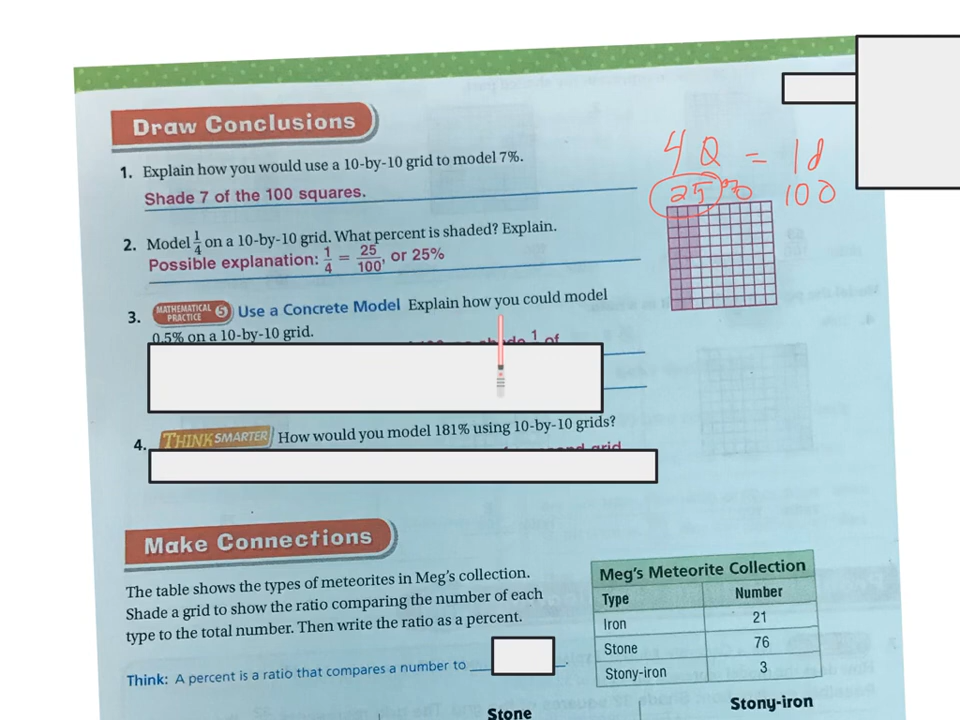 Draw Conclusions
1. Explain how you would use a 10-by-10 grid to model 7%.
Shade 7 of the 100 squares.
4Q = 1d
25% 100
2. Model 1/4 on a 10-by-10 grid. What percent is shaded? Explain.
Possible explanation: 1/4 = 25/100, or 25%
3. MATHEMATICAL PRACTICE 5 Use a Concrete Model Explain how you could model
0.5% on a 10-by-10 grid.
shade 1 of
4. THINK SMARTER How would you model 181% using 10-by-10 grids?
grid
Make Connections
The table shows the types of meteorites in Meg's collection.
Shade a grid to show the ratio comparing the number of each
type to the total number. Then write the ratio as a percent.
Think: A percent is a ratio that compares a number to
Meg's Meteorite Collection
Type Number
Iron 21
Stone 76
Stony-iron 3
Stone
Stony-iron